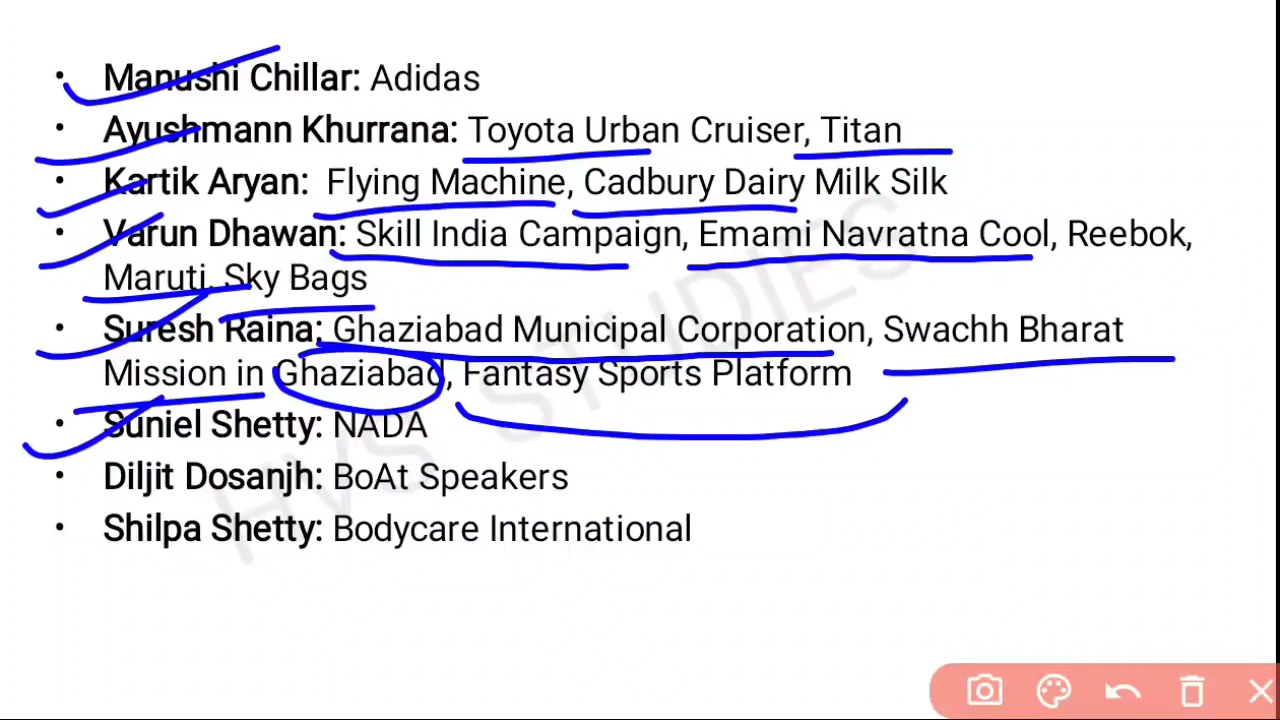 • Manushi Chillar: Adidas
• Ayushmann Khurrana: Toyota Urban Cruiser, Titan
• Kartik Aryan: Flying Machine, Cadbury Dairy Milk Silk
• Varun Dhawan: Skill India Campaign, Emami Navratna Cool, Reebok,
Maruti, Sky Bags
• Suresh Raina: Ghaziabad Municipal Corporation, Swachh Bharat
Mission in Ghaziabad, Fantasy Sports Platform
• Suniel Shetty: NADA
• Diljit Dosanjh: BoAt Speakers
• Shilpa Shetty: Bodycare International
HVS STUDIES